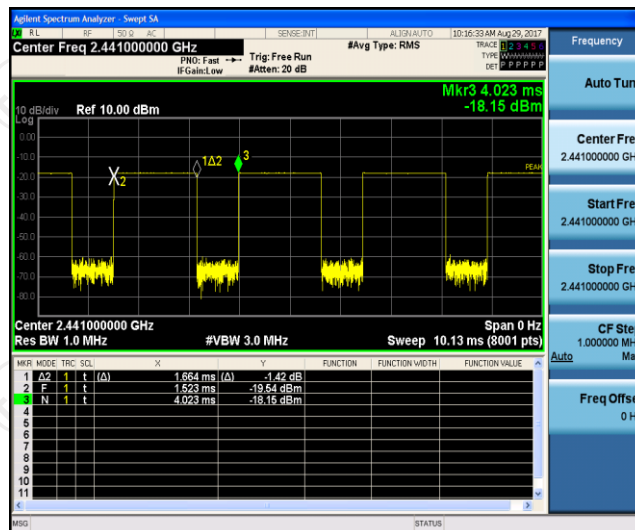 Agilent Spectrum Analyzer - Swept SA
RL RF 50 Ω AC SENSE:INT ALIGN AUTO 10:16:33 AM Aug 29, 2017
Center Freq 2.441000000 GHz
PNO: Fast
IFGain:Low
Trig: Free Run
#Atten: 20 dB
#Avg Type: RMS
TRACE 1 2 3 4 5 6
TYPE
DET P P P P P P
Frequency
Mkr3 4.023 ms
-18.15 dBm
10 dB/div Ref 10.00 dBm
Log
0.00
-10.0
-20.0
-30.0
-40.0
-50.0
-60.0
-70.0
-80.0
X2
1Δ2
3
PEAK
Center 2.441000000 GHz Span 0 Hz
Res BW 1.0 MHz #VBW 3.0 MHz Sweep 10.13 ms (8001 pts)
MKR MODE TRC SCL X Y FUNCTION FUNCTION WIDTH FUNCTION VALUE
1 Δ2 1 t (Δ) 1.664 ms (Δ) -1.42 dB
2 F 1 t 1.523 ms -19.54 dBm
3 N 1 t 4.023 ms -18.15 dBm
4
5
6
7
8
9
10
11
Auto Tun
Center Fre
2.441000000 GH
Start Fre
2.441000000 GH
Stop Fre
2.441000000 GH
CF Ste
1.000000 MH
Auto Ma
Freq Offse
0 H
MSG STATUS